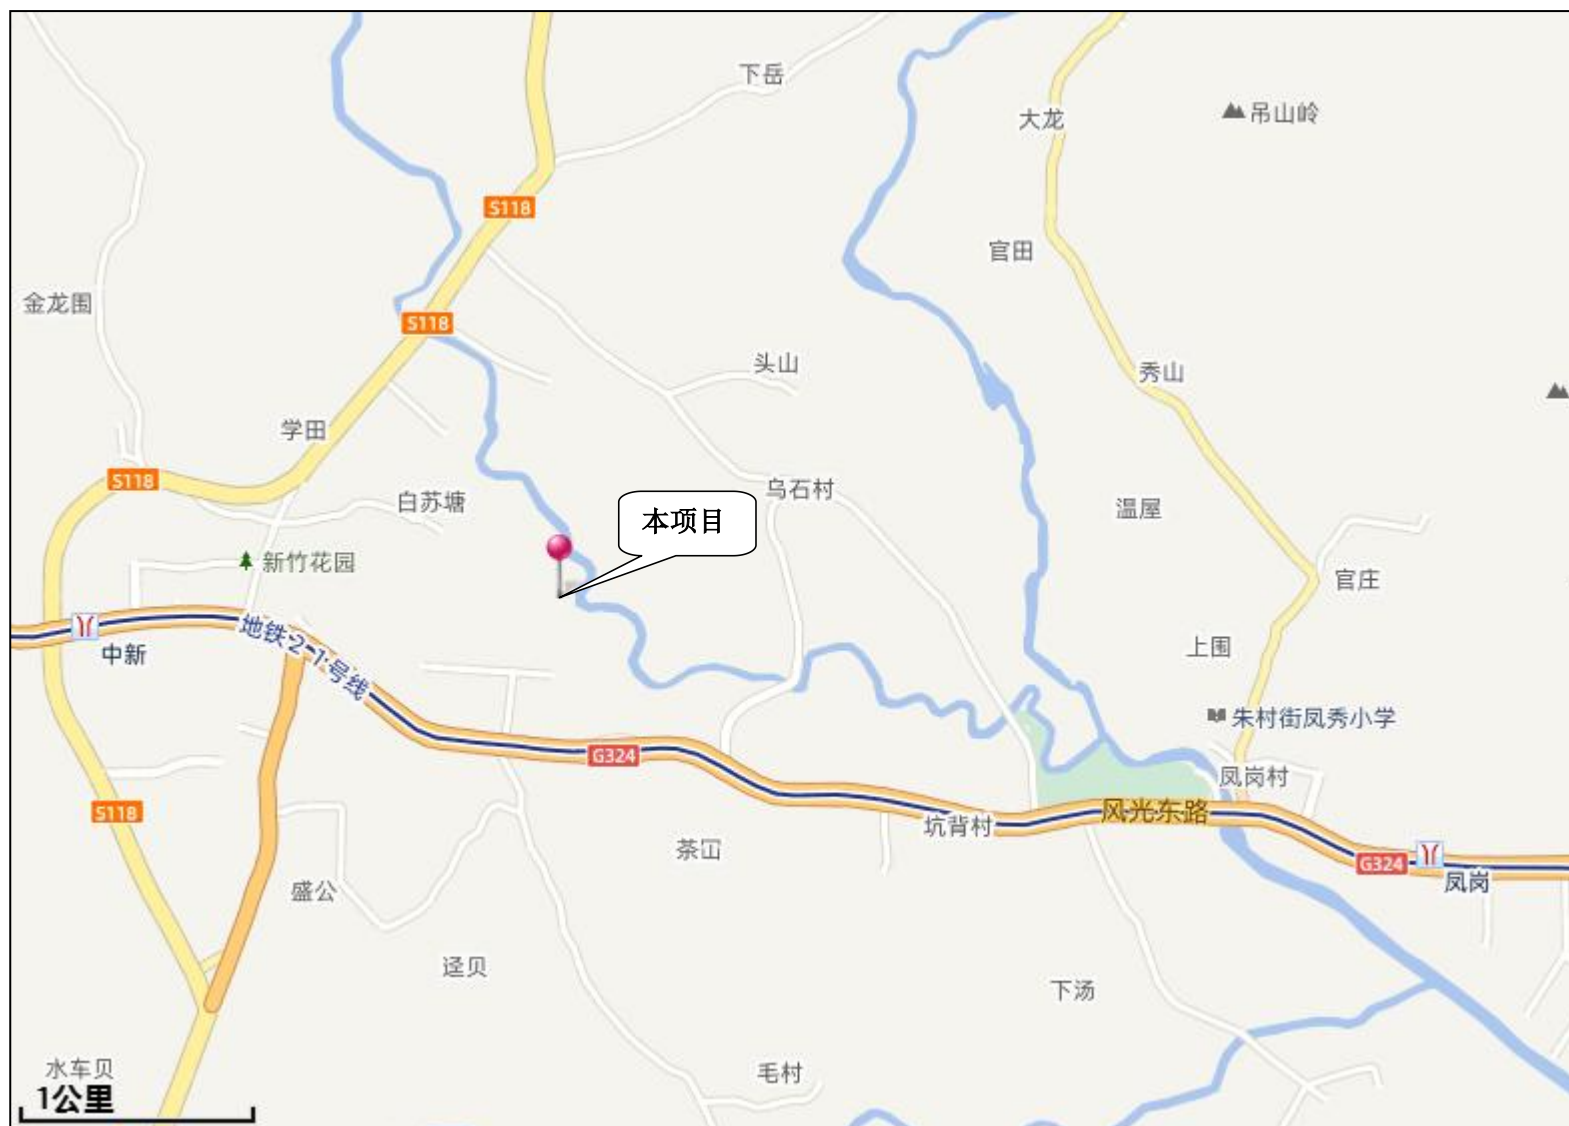 下岳
大龙
吊山岭
S118
官田
金龙围
S118
头山
秀山
学田
S118
白苏塘
乌石村
本项目
温屋
新竹花园
官庄
地铁21号线
中新
上围
朱村街凤秀小学
G324
凤岗村
S118
风光东路
坑背村
茶
G324
凤岗
盛公
迳贝
下汤
水车贝
毛村
1公里